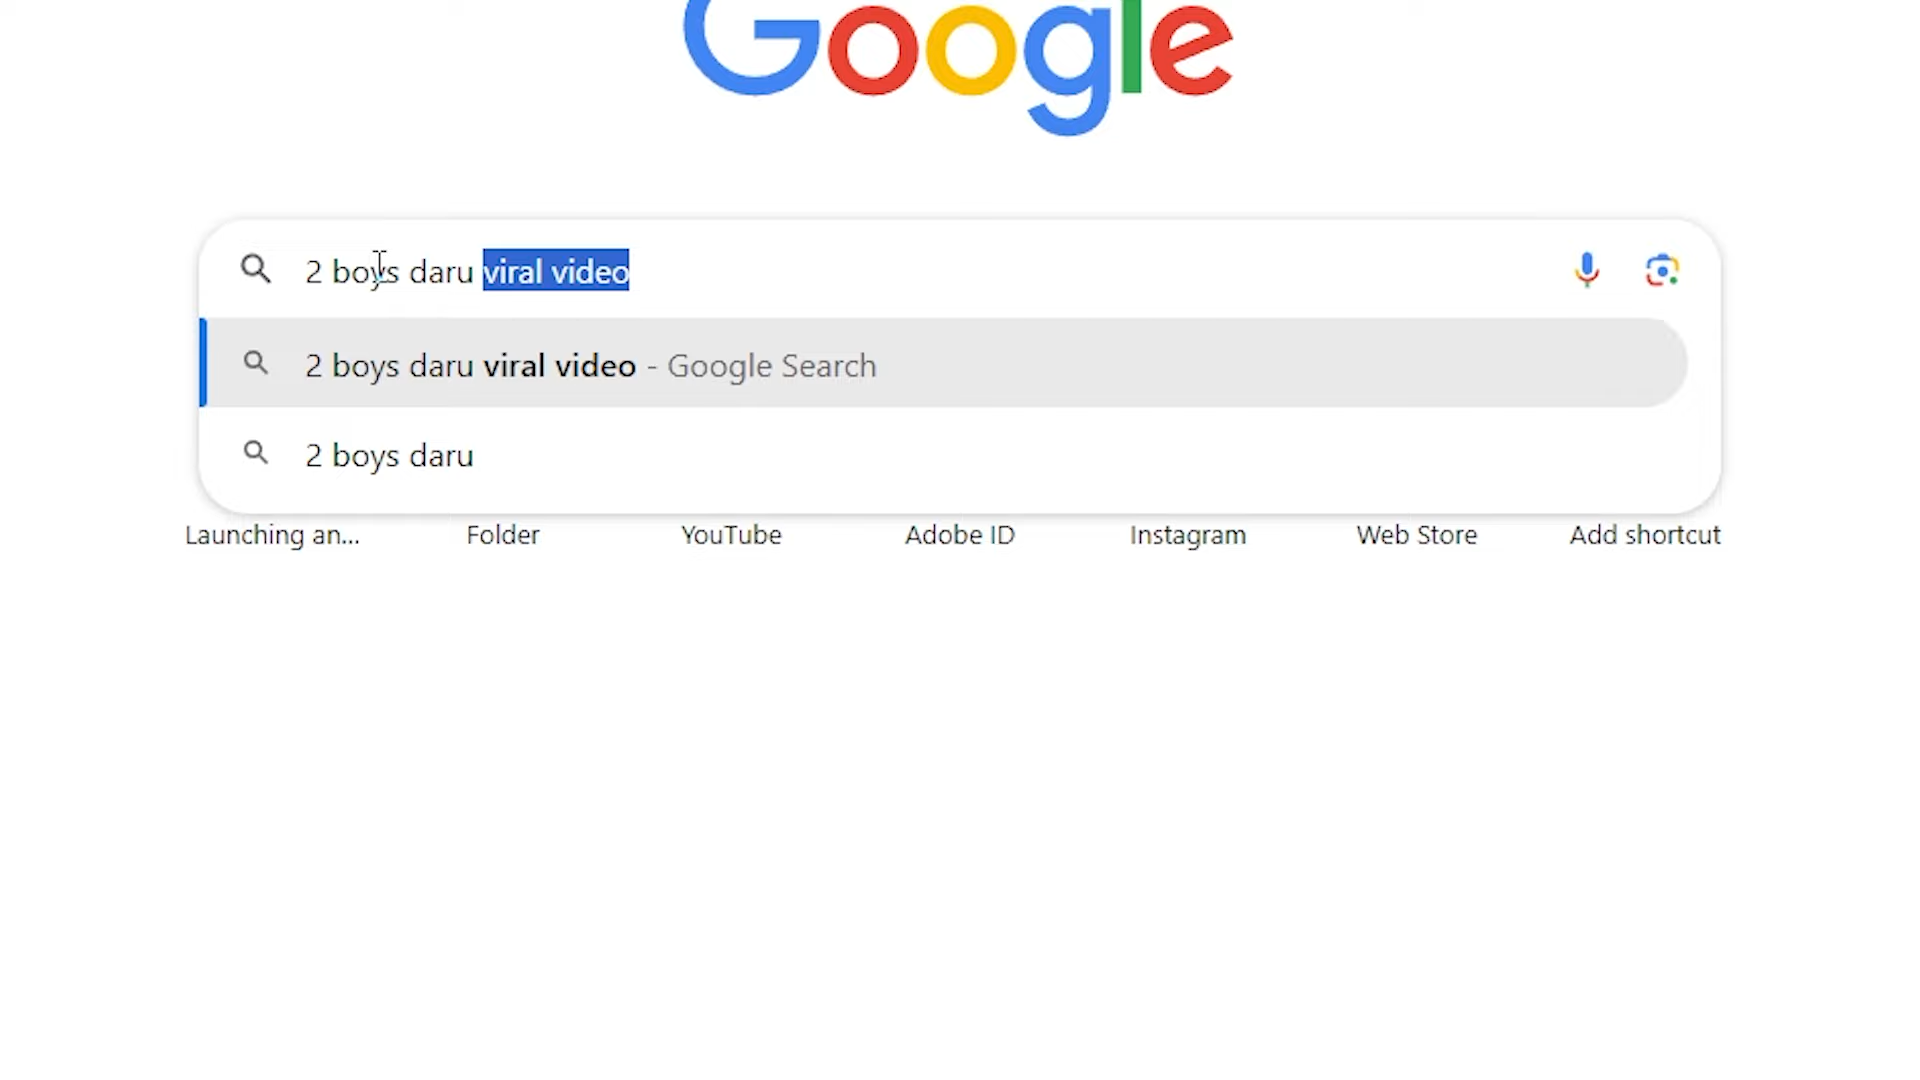 Google
2 boys daru viral video
2 boys daru viral video - Google Search
2 boys daru
Launching an... Folder YouTube Adobe ID Instagram Web Store Add shortcut